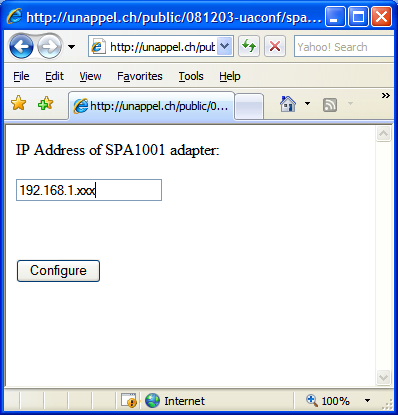 http://unappel.ch/public/081203-uaconf/spa...
http://unappel.ch/pul
Yahoo! Search
File Edit View Favorites Tools Help
http://unappel.ch/public/0...
»
IP Address of SPA1001 adapter:
192.168.1.xxx
Configure
Internet 100%